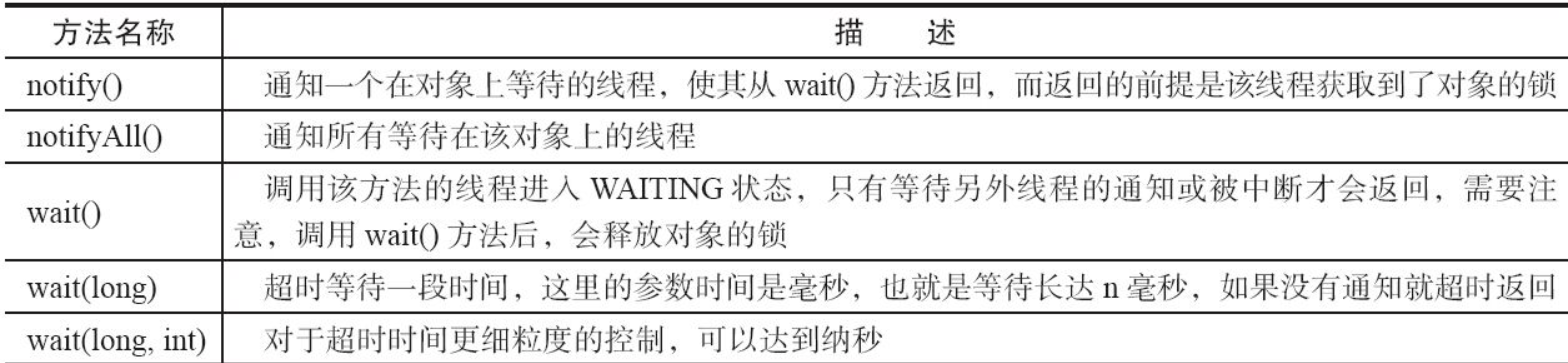 方法名称 描 述
notify() 通知一个在对象上等待的线程，使其从 wait() 方法返回，而返回的前提是该线程获取到了对象的锁
notifyAll() 通知所有等待在该对象上的线程
wait() 调用该方法的线程进入 WAITING 状态，只有等待另外线程的通知或被中断才会返回，需要注
意，调用 wait() 方法后，会释放对象的锁
wait(long) 超时等待一段时间，这里的参数时间是毫秒，也就是等待长达 n 毫秒，如果没有通知就超时返回
wait(long, int) 对于超时时间更细粒度的控制，可以达到纳秒